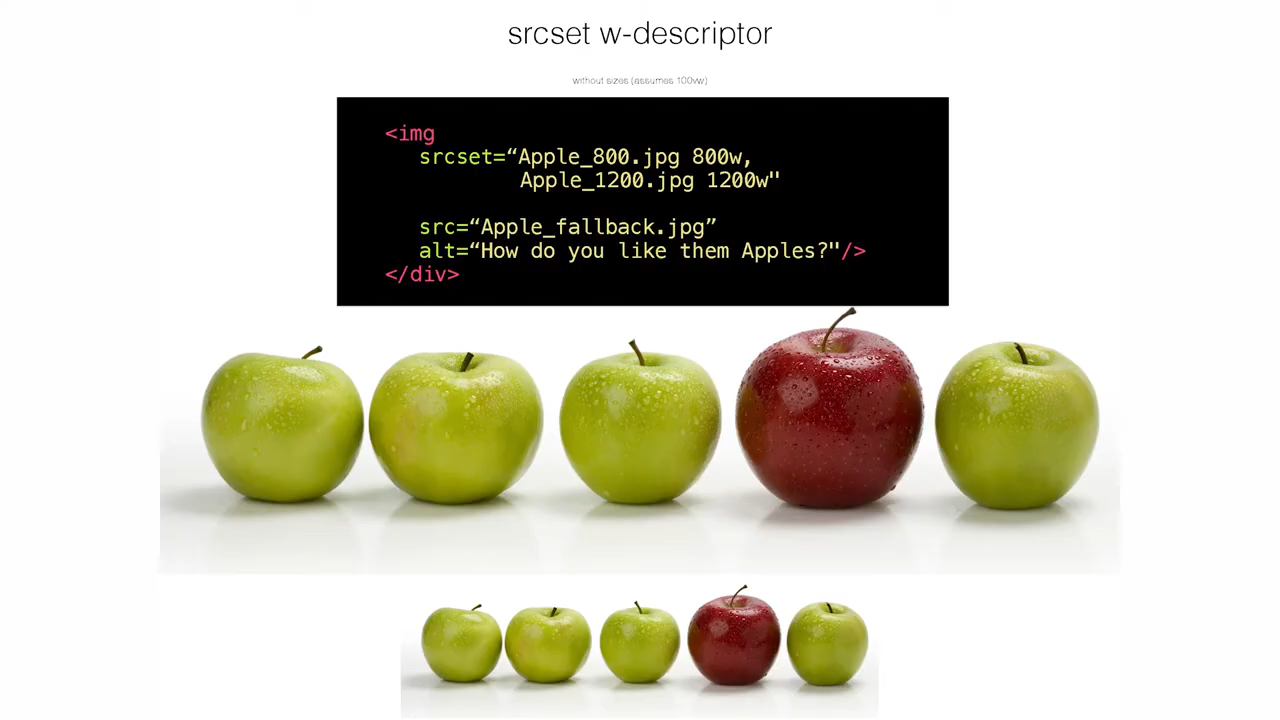 srcset w-descriptor
without sizes (assumes 100vw)
<img
srcset=“Apple_800.jpg 800w,
Apple_1200.jpg 1200w"
src=“Apple_fallback.jpg”
alt=“How do you like them Apples?"/>
</div>